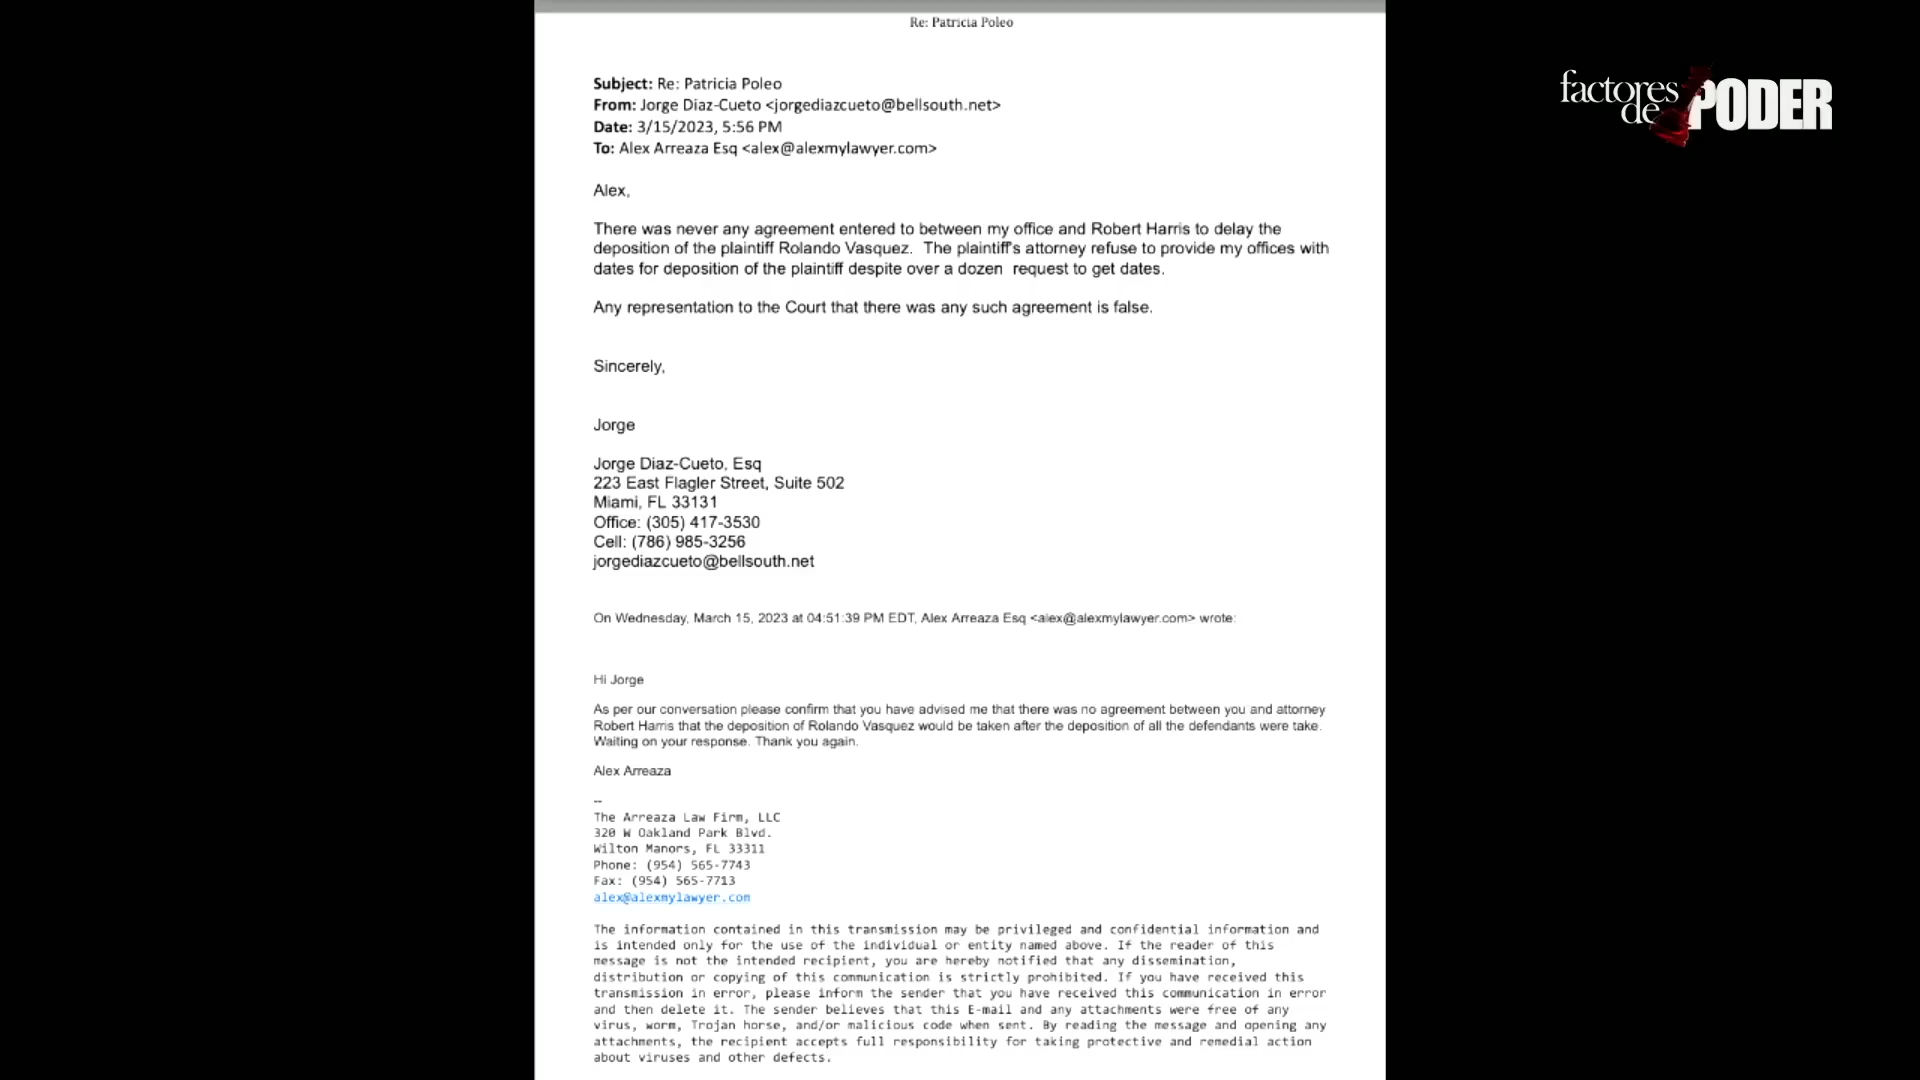 Re: Patricia Poleo
factores
de PODER
Subject: Re: Patricia Poleo
From: Jorge Diaz-Cueto <jorgediazcueto@bellsouth.net>
Date: 3/15/2023, 5:56 PM
To: Alex Arreaza Esq <alex@alexmylawyer.com>
Alex,
There was never any agreement entered to between my office and Robert Harris to delay the
deposition of the plaintiff Rolando Vasquez.  The plaintiff's attorney refuse to provide my offices with
dates for deposition of the plaintiff despite over a dozen  request to get dates.
Any representation to the Court that there was any such agreement is false.
Sincerely,
Jorge
Jorge Diaz-Cueto, Esq
223 East Flagler Street, Suite 502
Miami, FL 33131
Office: (305) 417-3530
Cell: (786) 985-3256
jorgediazcueto@bellsouth.net
On Wednesday, March 15, 2023 at 04:51:39 PM EDT, Alex Arreaza Esq <alex@alexmylawyer.com> wrote:
Hi Jorge
As per our conversation please confirm that you have advised me that there was no agreement between you and attorney
Robert Harris that the deposition of Rolando Vasquez would be taken after the deposition of all the defendants were take.
Waiting on your response. Thank you again.
Alex Arreaza
--
The Arreaza Law Firm, LLC
320 W Oakland Park Blvd.
Wilton Manors, FL 33311
Phone: (954) 565-7743
Fax: (954) 565-7713
alex@alexmylawyer.com
The information contained in this transmission may be privileged and confidential information and
is intended only for the use of the individual or entity named above. If the reader of this
message is not the intended recipient, you are hereby notified that any dissemination,
distribution or copying of this communication is strictly prohibited. If you have received this
transmission in error, please inform the sender that you have received this communication in error
and then delete it. The sender believes that this E-mail and any attachments were free of any
virus, worm, Trojan horse, and/or malicious code when sent. By reading the message and opening any
attachments, the recipient accepts full responsibility for taking protective and remedial action
about viruses and other defects.